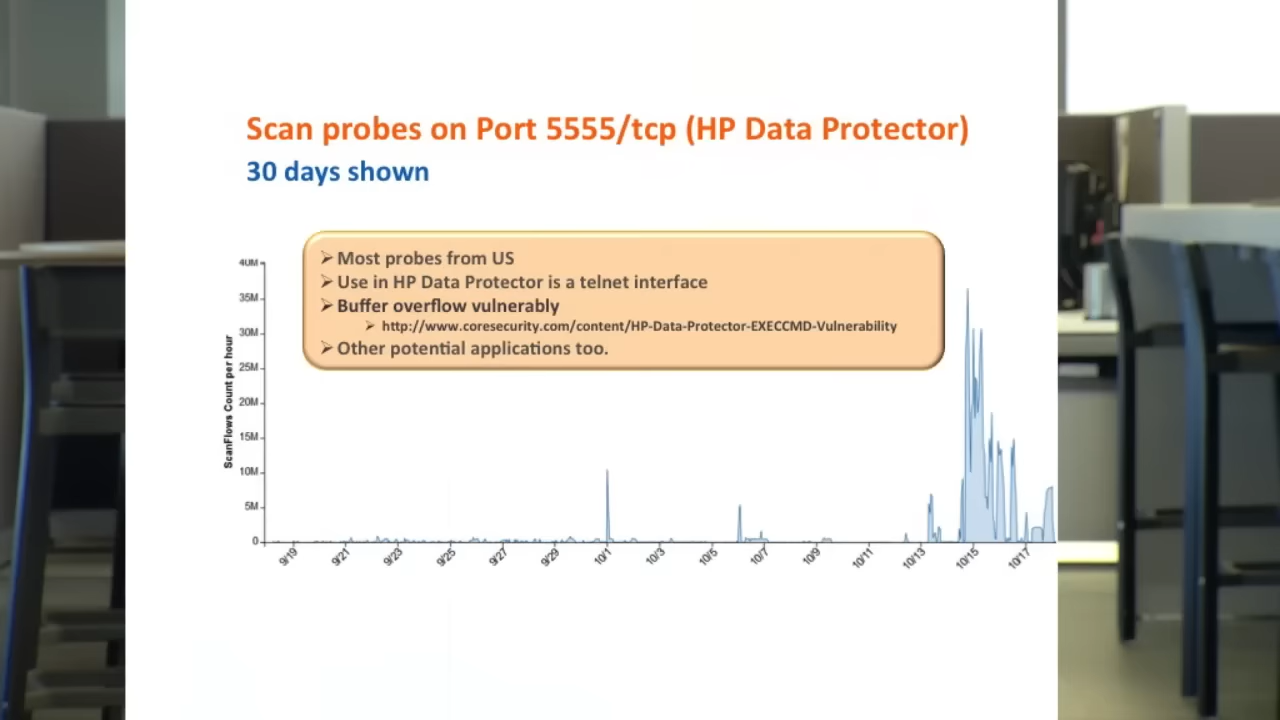 Scan probes on Port 5555/tcp (HP Data Protector)
30 days shown
➢ Most probes from US
➢ Use in HP Data Protector is a telnet interface
➢ Buffer overflow vulnerably
➢ http://www.coresecurity.com/content/HP-Data-Protector-EXECCMD-Vulnerability
➢ Other potential applications too.
ScanFlows Count per hour
40M
35M
30M
25M
20M
15M
10M
5M
0
9/19 9/21 9/23 9/25 9/27 9/29 10/1 10/3 10/5 10/7 10/9 10/11 10/13 10/15 10/17